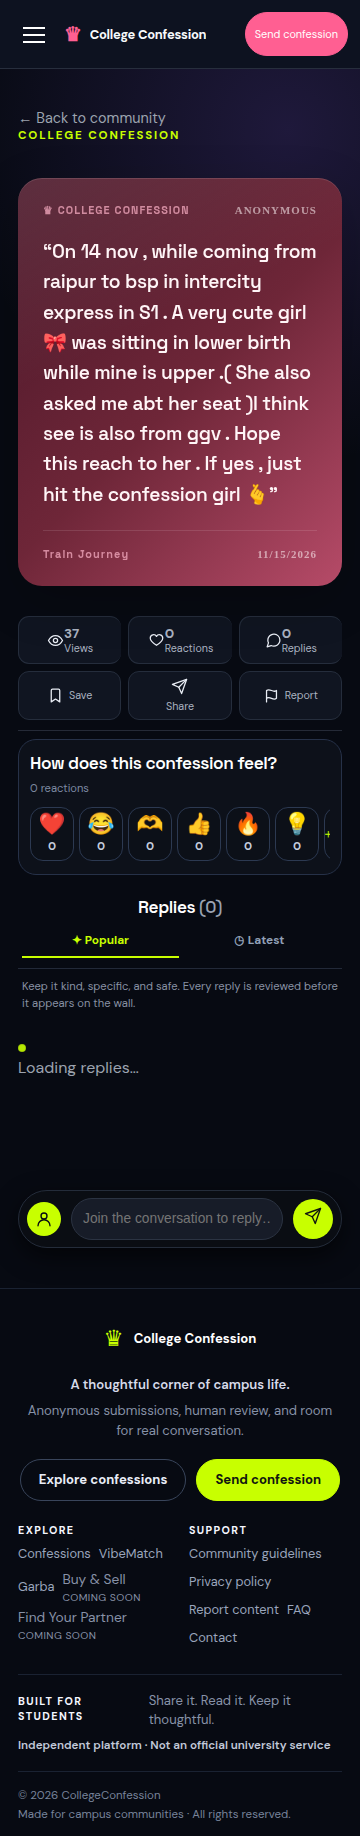 ♛ College Confession
Send confession
← Back to community
COLLEGE CONFESSION
♛ COLLEGE CONFESSION
ANONYMOUS
“On 14 nov , while coming from
raipur to bsp in intercity
express in S1 . A very cute girl
🎀 was sitting in lower birth
while mine is upper .( She also
asked me abt her seat )I think
see is also from ggv . Hope
this reach to her . If yes , just
hit the confession girl 🫰”
Train Journey
11/15/2026
37
Views
0
Reactions
0
Replies
Save
Share
Report
How does this confession feel?
0 reactions
❤️ 😂 🫶 👍 🔥 💡 +
0 0 0 0 0 0
Replies (0)
✦ Popular
◷ Latest
Keep it kind, specific, and safe. Every reply is reviewed before
it appears on the wall.
Loading replies...
Join the conversation to reply..
♛ College Confession
A thoughtful corner of campus life.
Anonymous submissions, human review, and room
for real conversation.
Explore confessions
Send confession
EXPLORE
Confessions VibeMatch
Garba Buy & Sell
COMING SOON
Find Your Partner
COMING SOON
SUPPORT
Community guidelines
Privacy policy
Report content FAQ
Contact
BUILT FOR
STUDENTS
Share it. Read it. Keep it
thoughtful.
Independent platform · Not an official university service
© 2026 CollegeConfession
Made for campus communities · All rights reserved.